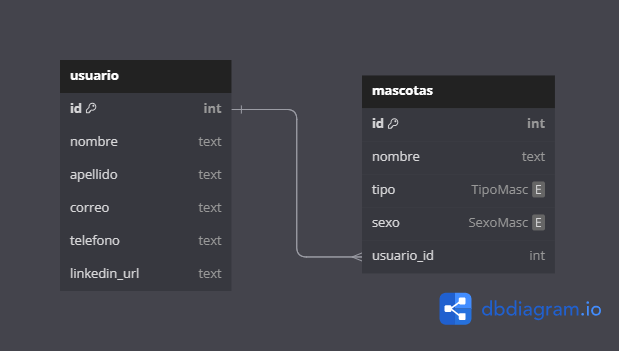 usuario
id int
nombre text
apellido text
correo text
telefono text
linkedin_url text
mascotas
id int
nombre text
tipo TipoMasc E
sexo SexoMasc E
usuario_id int
dbdiagram.io